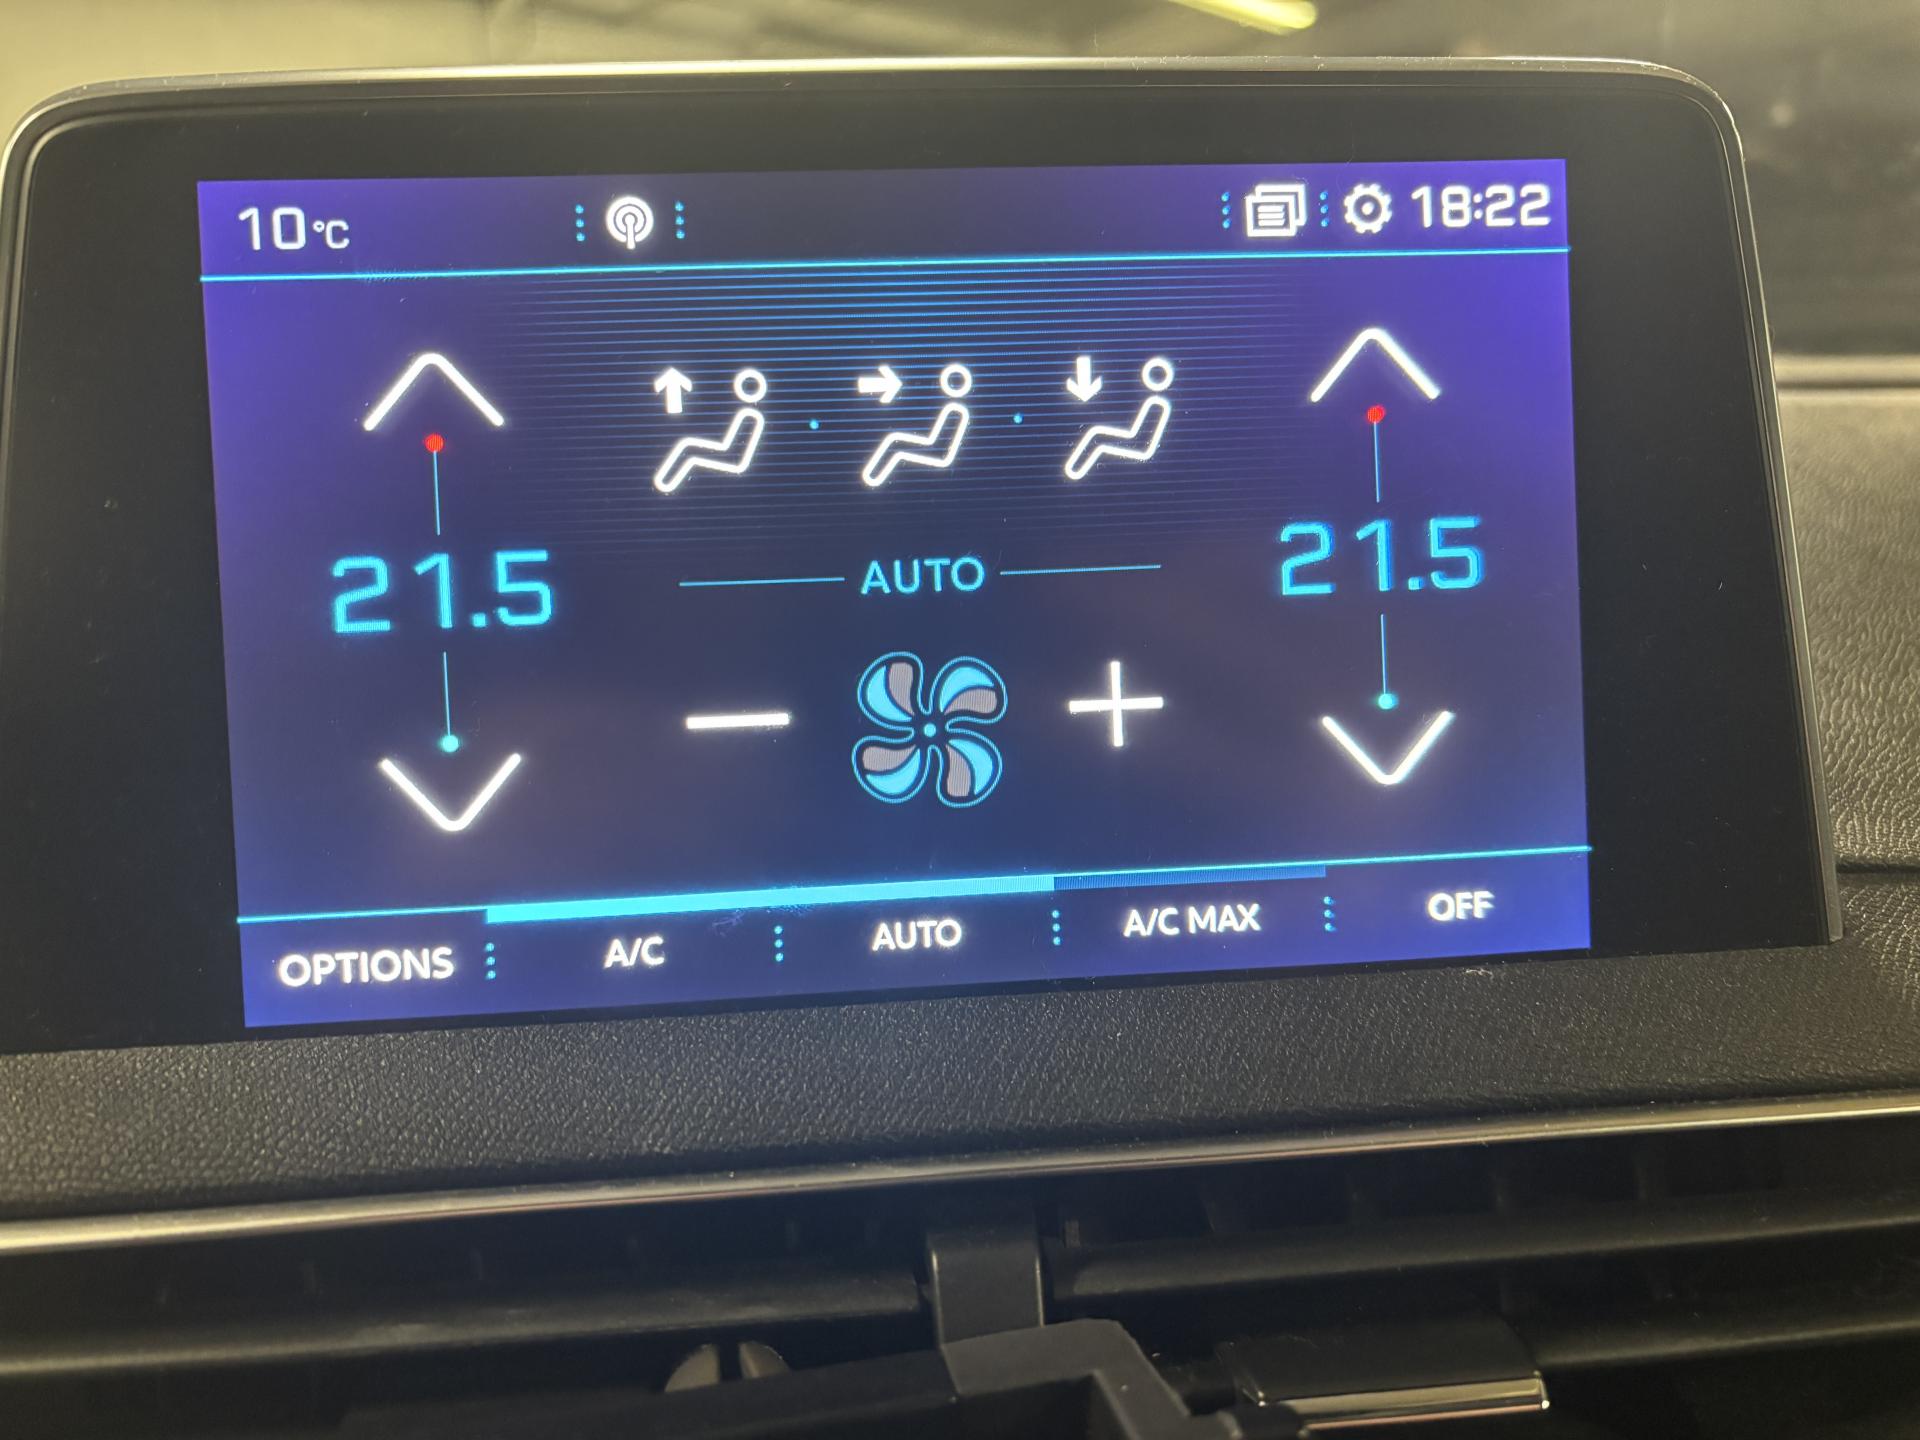 10°C 18:22
21.5 21.5
AUTO
OPTIONS A/C AUTO A/C MAX OFF